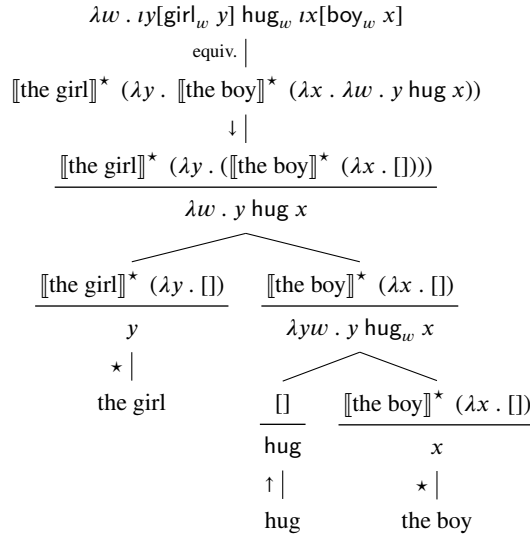 λw . ιy[girl_w y] hug_w ιx[boy_w x]
equiv.
⟦the girl⟧⋆ (λy . ⟦the boy⟧⋆ (λx . λw . y hug x))
↓
⟦the girl⟧⋆ (λy . (⟦the boy⟧⋆ (λx . [])))
λw . y hug x
⟦the girl⟧⋆ (λy . []) ⟦the boy⟧⋆ (λx . [])
y λyw . y hug_w x
⋆
the girl [] ⟦the boy⟧⋆ (λx . [])
hug x
↑ ⋆
hug the boy